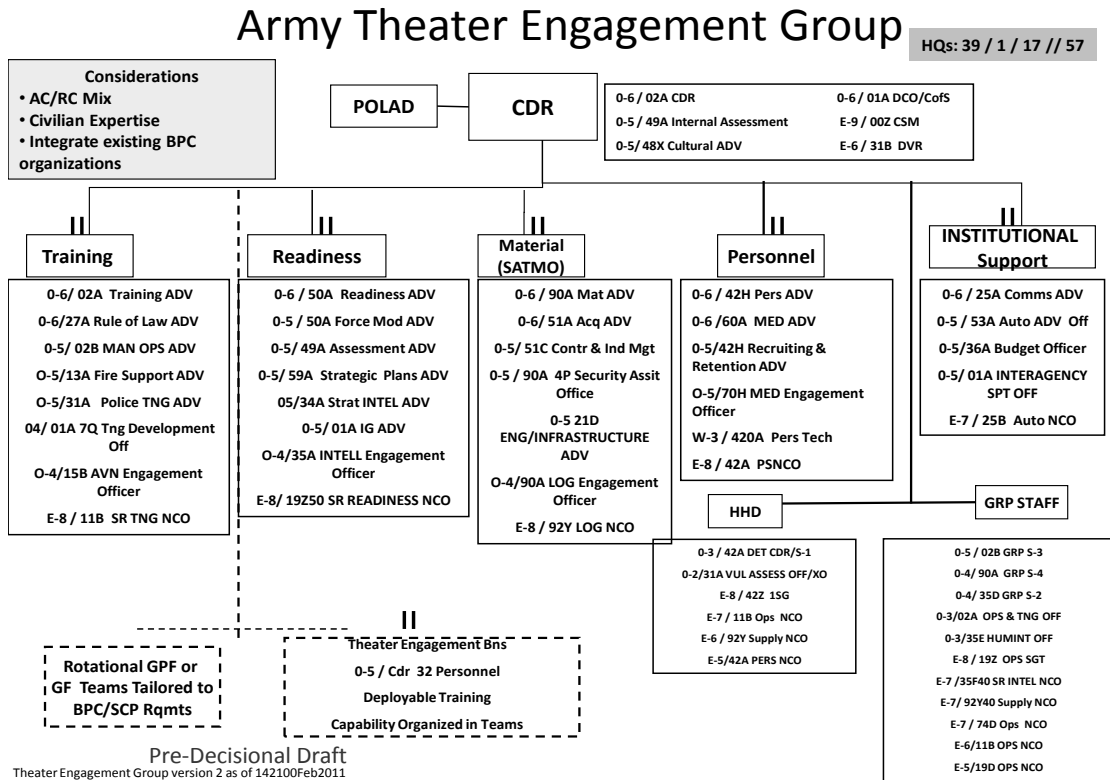 Army Theater Engagement Group
HQs: 39 / 1 / 17 // 57
Considerations
• AC/RC Mix
• Civilian Expertise
• Integrate existing BPC
organizations
POLAD
CDR
0-6 / 02A CDR
0-5 / 49A Internal Assessment
0-5/ 48X Cultural ADV
0-6 / 01A DCO/CofS
E-9 / 00Z CSM
E-6 / 31B DVR
Training
0-6/ 02A Training ADV
0-6/27A Rule of Law ADV
0-5/ 02B MAN OPS ADV
O-5/13A Fire Support ADV
O-5/31A Police TNG ADV
04/ 01A 7Q Tng Development
Off
O-4/15B AVN Engagement
Officer
E-8 / 11B SR TNG NCO
Readiness
0-6 / 50A Readiness ADV
0-5 / 50A Force Mod ADV
0-5/ 49A Assessment ADV
0-5/ 59A Strategic Plans ADV
05/34A Strat INTEL ADV
0-5/ 01A IG ADV
O-4/35A INTELL Engagement
Officer
E-8/ 19Z50 SR READINESS NCO
Material
(SATMO)
0-6 / 90A Mat ADV
0-6/ 51A Acq ADV
0-5/ 51C Contr & Ind Mgt
0-5 / 90A 4P Security Assit
Office
0-5 21D
ENG/INFRASTRUCTURE
ADV
O-4/90A LOG Engagement
Officer
E-8 / 92Y LOG NCO
Personnel
0-6 / 42H Pers ADV
0-6 /60A MED ADV
0-5/42H Recruiting &
Retention ADV
O-5/70H MED Engagement
Officer
W-3 / 420A Pers Tech
E-8 / 42A PSNCO
INSTITUTIONAL
Support
0-6 / 25A Comms ADV
0-5 / 53A Auto ADV Off
0-5/36A Budget Officer
0-5/ 01A INTERAGENCY
SPT OFF
E-7 / 25B Auto NCO
HHD
0-3 / 42A DET CDR/S-1
0-2/31A VUL ASSESS OFF/XO
E-8 / 42Z 1SG
E-7 / 11B Ops NCO
E-6 / 92Y Supply NCO
E-5/42A PERS NCO
GRP STAFF
0-5 / 02B GRP S-3
0-4/ 90A GRP S-4
0-4/ 35D GRP S-2
0-3/02A OPS & TNG OFF
0-3/35E HUMINT OFF
E-8 / 19Z OPS SGT
E-7 /35F40 SR INTEL NCO
E-7/ 92Y40 Supply NCO
E-7 / 74D Ops NCO
E-6/11B OPS NCO
E-5/19D OPS NCO
Rotational GPF or
GF Teams Tailored to
BPC/SCP Rqmts
Theater Engagement Bns
0-5 / Cdr 32 Personnel
Deployable Training
Capability Organized in Teams
Pre-Decisional Draft
Theater Engagement Group version 2 as of 142100Feb2011